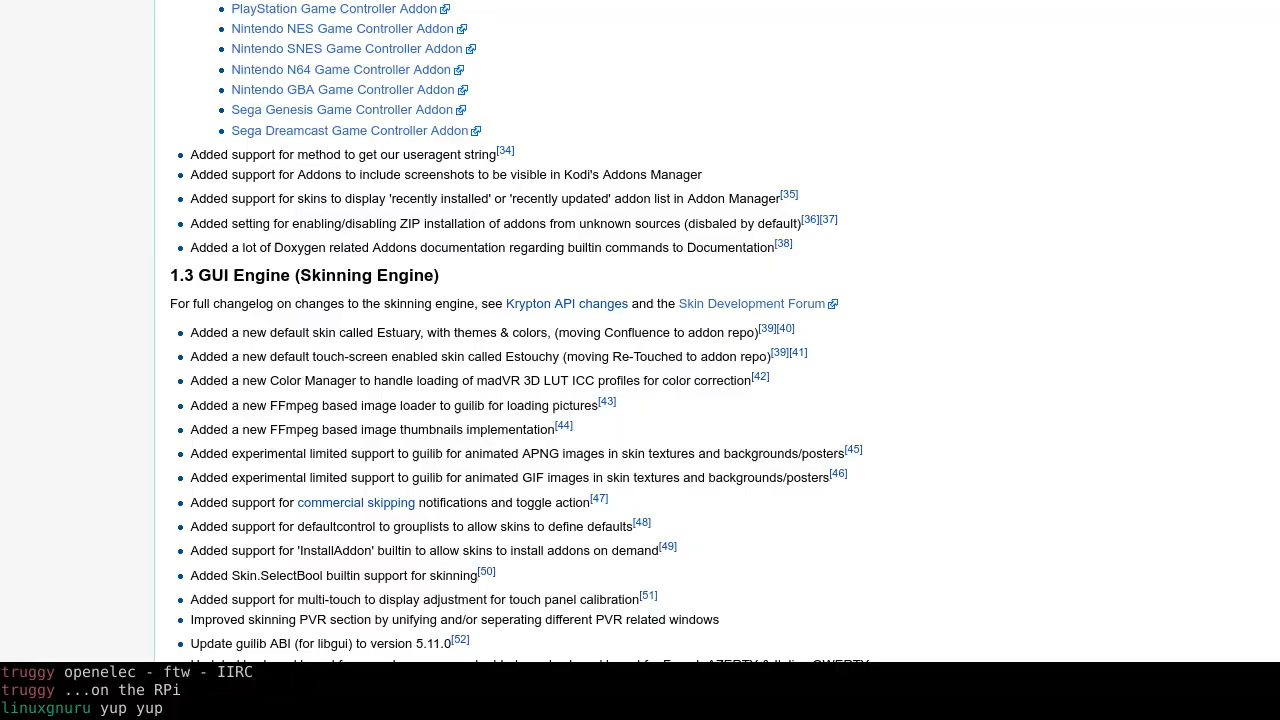 PlayStation Game Controller Addon
Nintendo NES Game Controller Addon
Nintendo SNES Game Controller Addon
Nintendo N64 Game Controller Addon
Nintendo GBA Game Controller Addon
Sega Genesis Game Controller Addon
Sega Dreamcast Game Controller Addon
Added support for method to get our useragent string[34]
Added support for Addons to include screenshots to be visible in Kodi's Addons Manager
Added support for skins to display 'recently installed' or 'recently updated' addon list in Addon Manager[35]
Added setting for enabling/disabling ZIP installation of addons from unknown sources (disbaled by default)[36][37]
Added a lot of Doxygen related Addons documentation regarding builtin commands to Documentation[38]
1.3 GUI Engine (Skinning Engine)
For full changelog on changes to the skinning engine, see Krypton API changes and the Skin Development Forum
Added a new default skin called Estuary, with themes & colors, (moving Confluence to addon repo)[39][40]
Added a new default touch-screen enabled skin called Estouchy (moving Re-Touched to addon repo)[39][41]
Added a new Color Manager to handle loading of madVR 3D LUT ICC profiles for color correction[42]
Added a new FFmpeg based image loader to guilib for loading pictures[43]
Added a new FFmpeg based image thumbnails implementation[44]
Added experimental limited support to guilib for animated APNG images in skin textures and backgrounds/posters[45]
Added experimental limited support to guilib for animated GIF images in skin textures and backgrounds/posters[46]
Added support for commercial skipping notifications and toggle action[47]
Added support for defaultcontrol to grouplists to allow skins to define defaults[48]
Added support for 'InstallAddon' builtin to allow skins to install addons on demand[49]
Added Skin.SelectBool builtin support for skinning[50]
Added support for multi-touch to display adjustment for touch panel calibration[51]
Improved skinning PVR section by unifying and/or seperating different PVR related windows
Update guilib ABI (for libgui) to version 5.11.0[52]
truggy openelec - ftw - IIRC
truggy ...on the RPi
linuxgnuru yup yup